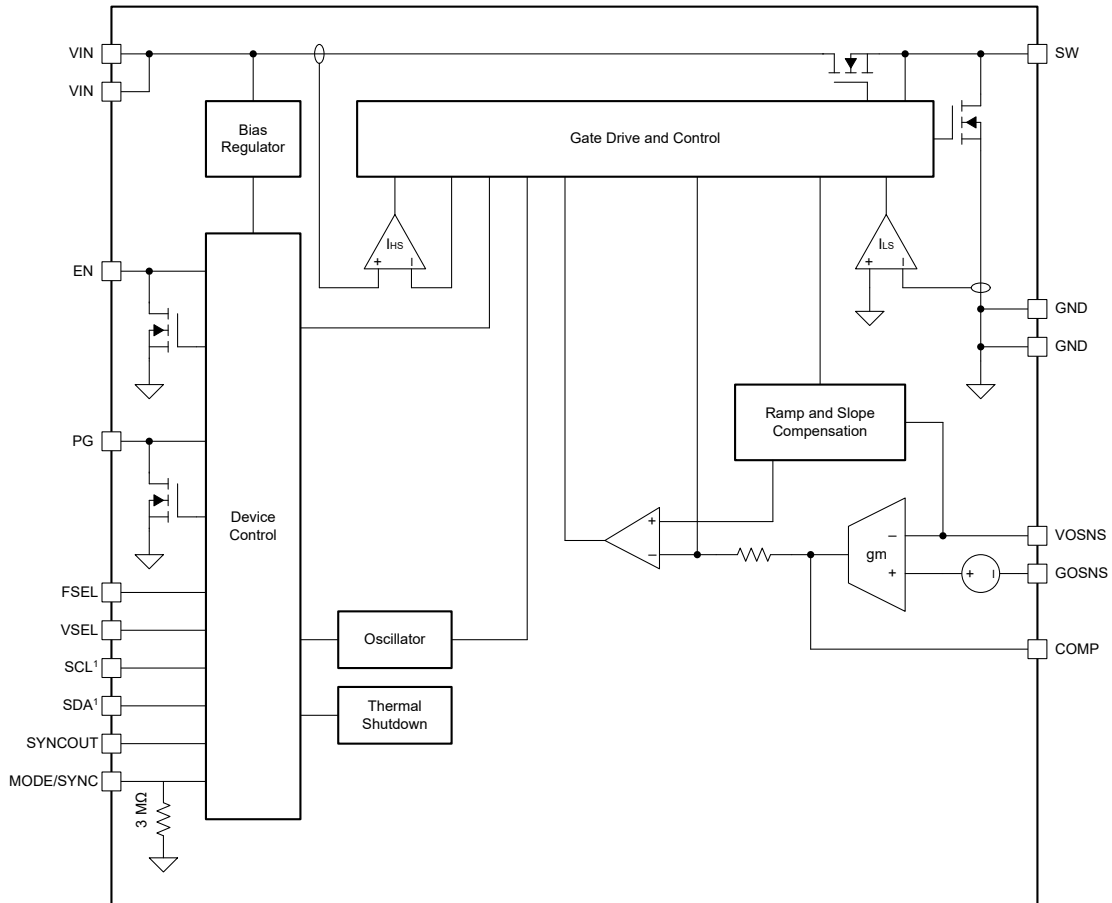 VIN
SW
VIN
Bias
Regulator
Gate Drive and Control
IHS
+
–
ILS
+
–
EN
GND
GND
Ramp and Slope
Compensation
PG
Device
Control
+
–
gm
–
+
VOSNS
+
–
GOSNS
FSEL
VSEL
Oscillator
COMP
SCL¹
SDA¹
Thermal
Shutdown
SYNCOUT
MODE/SYNC
3 MΩ